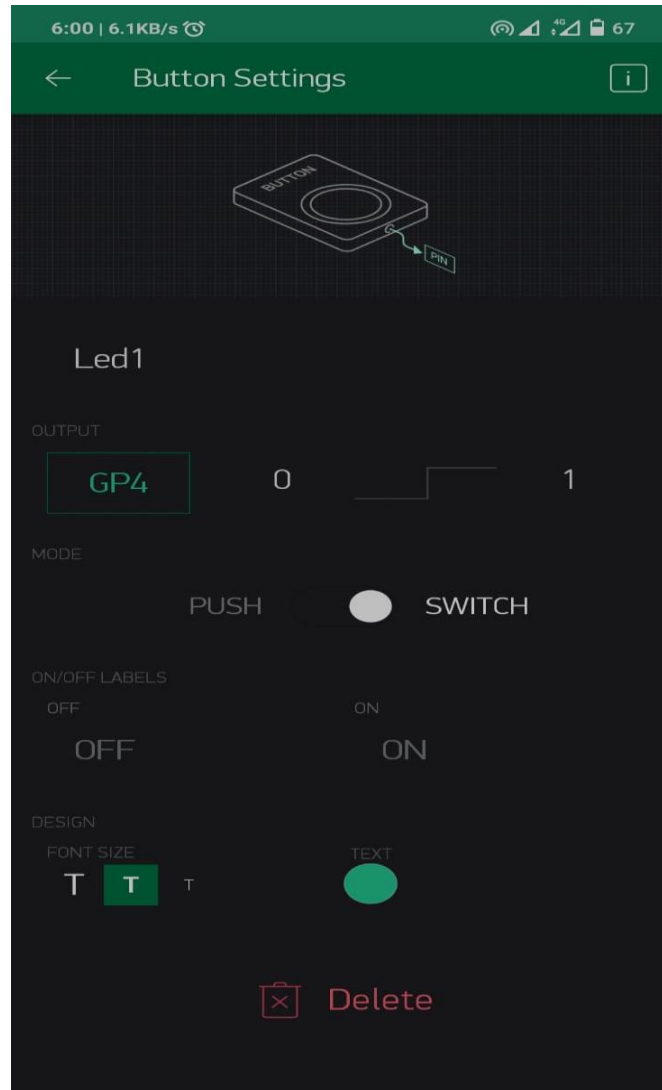 6:00 | 6.1KB/s 4G 67
Button Settings i
BUTTON
PIN
Led1
OUTPUT
GP4 0 1
MODE
PUSH SWITCH
ON/OFF LABELS
OFF ON
OFF ON
DESIGN
FONT SIZE TEXT
T T T
Delete